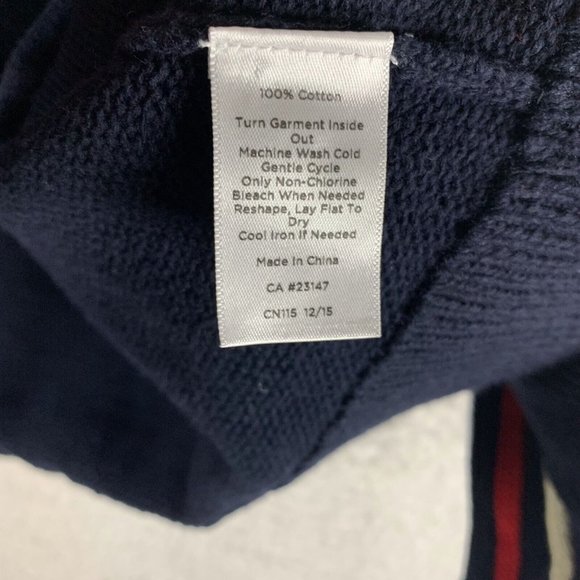 100% Cotton
Turn Garment Inside
Out
Machine Wash Cold
Gentle Cycle
Only Non-Chlorine
Bleach When Needed
Reshape, Lay Flat To
Dry
Cool Iron If Needed
Made In China
CA #23147
CN115 12/15